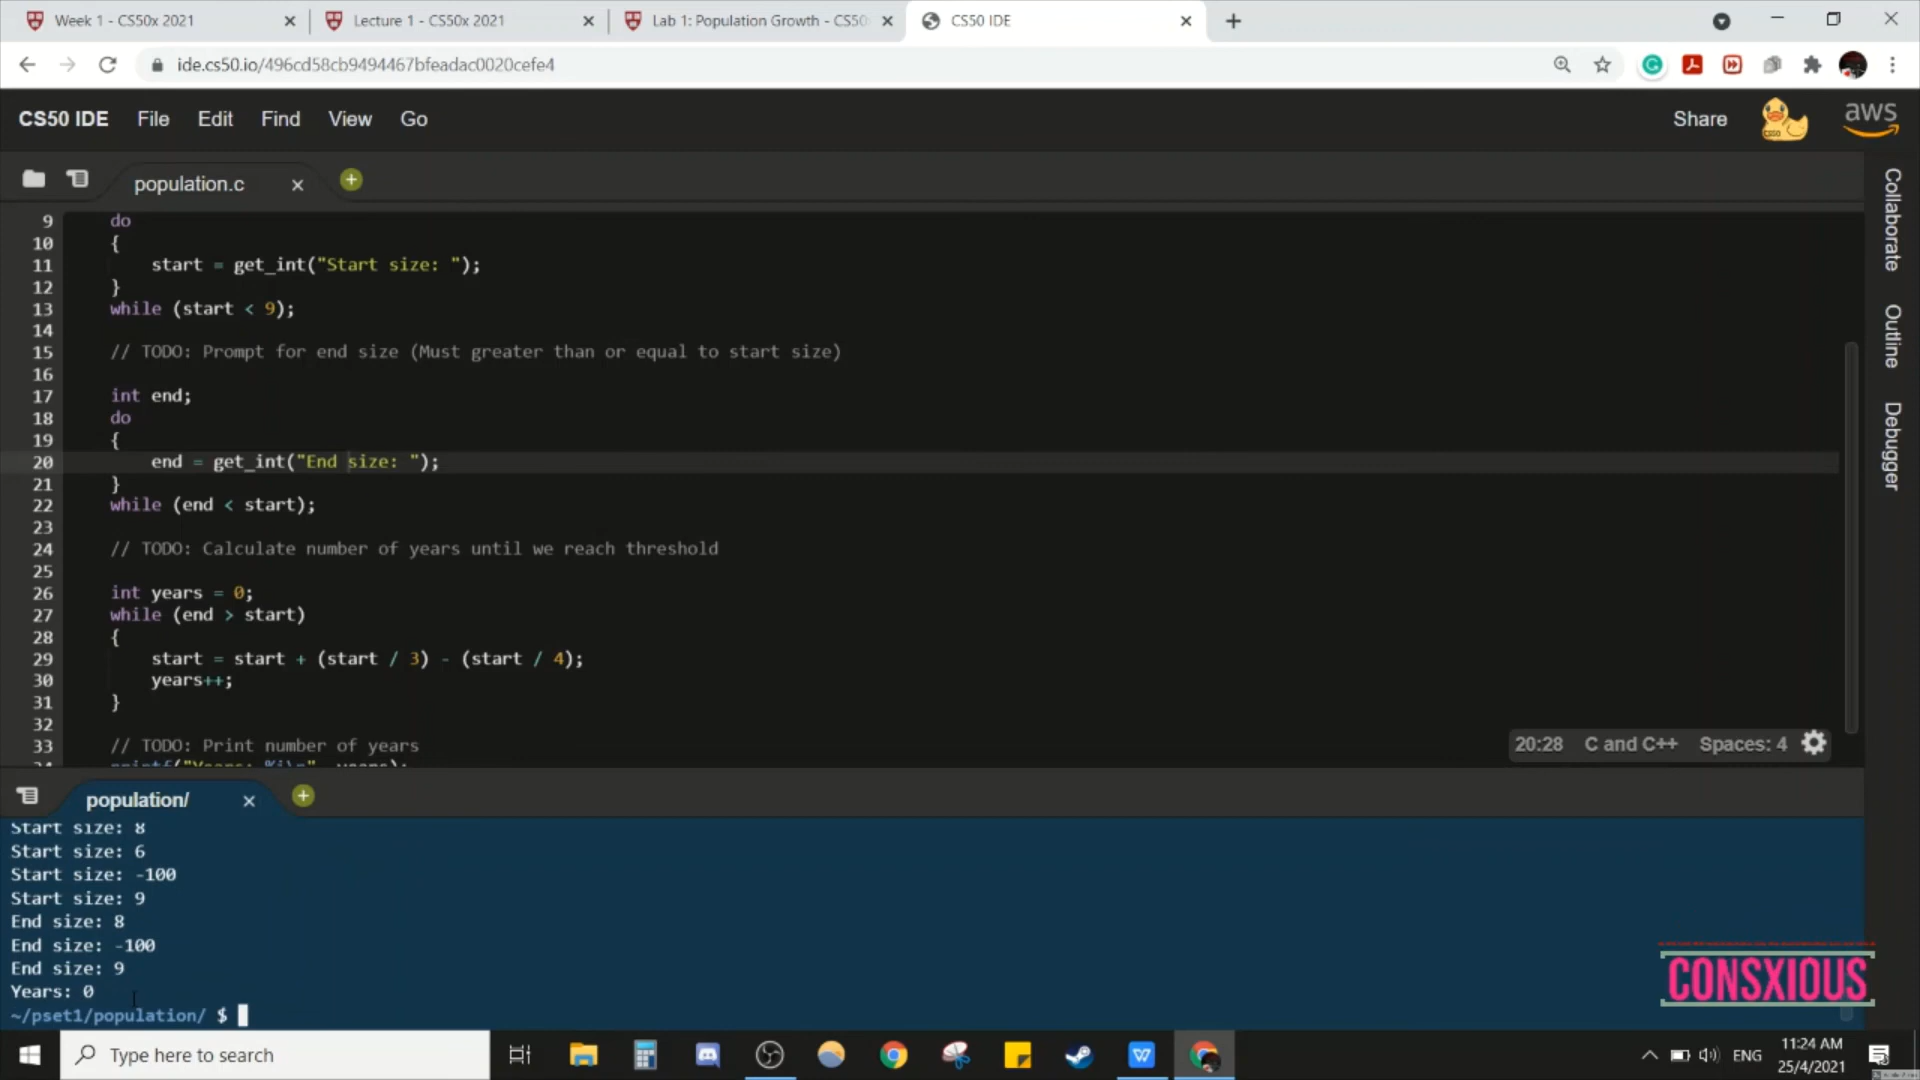 Week 1 - CS50x 2021
Lecture 1 - CS50x 2021
Lab 1: Population Growth - CS50
CS50 IDE
ide.cs50.io/496cd58cb9494467bfeadac0020cefe4
CS50 IDE File Edit Find View Go Share aws
population.c
9 do
10 {
11 start = get_int("Start size: ");
12 }
13 while (start < 9);
14
15 // TODO: Prompt for end size (Must greater than or equal to start size)
16
17 int end;
18 do
19 {
20 end = get_int("End size: ");
21 }
22 while (end < start);
23
24 // TODO: Calculate number of years until we reach threshold
25
26 int years = 0;
27 while (end > start)
28 {
29 start = start + (start / 3) - (start / 4);
30 years++;
31 }
32
33 // TODO: Print number of years
34 printf("Years: %i\n", years);
20:28 C and C++ Spaces: 4
Collaborate
Outline
Debugger
population/
Start size: 8
Start size: 6
Start size: -100
Start size: 9
End size: 8
End size: -100
End size: 9
Years: 0
~/pset1/population/ $
CONSXIOUS
Type here to search
ENG
11:24 AM
25/4/2021